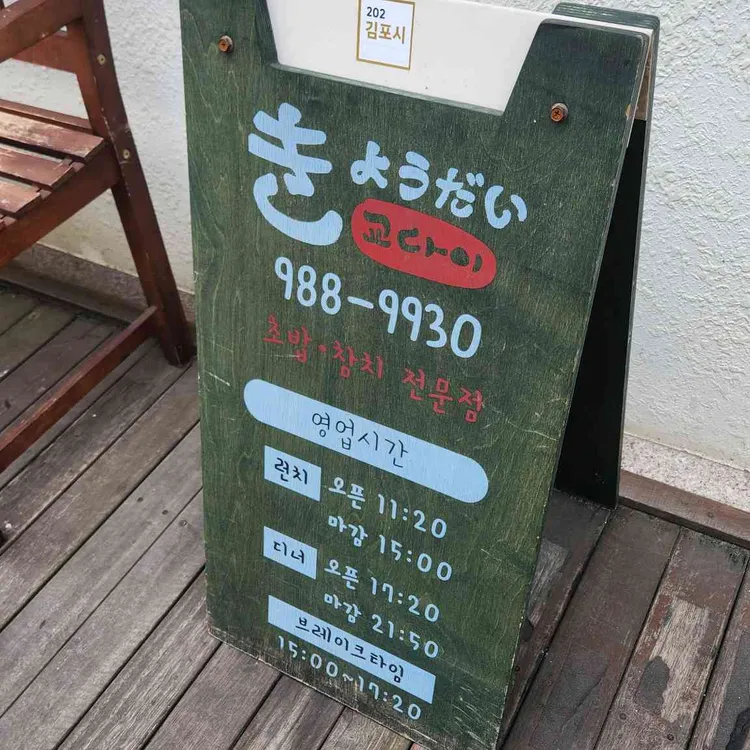 202
김포시
きょうだい
교다이
988-9930
초밥·참치 전문점
영업시간
런치 오픈 11:20
마감 15:00
디너 오픈 17:20
마감 21:50
브레이크타임
15:00~17:20